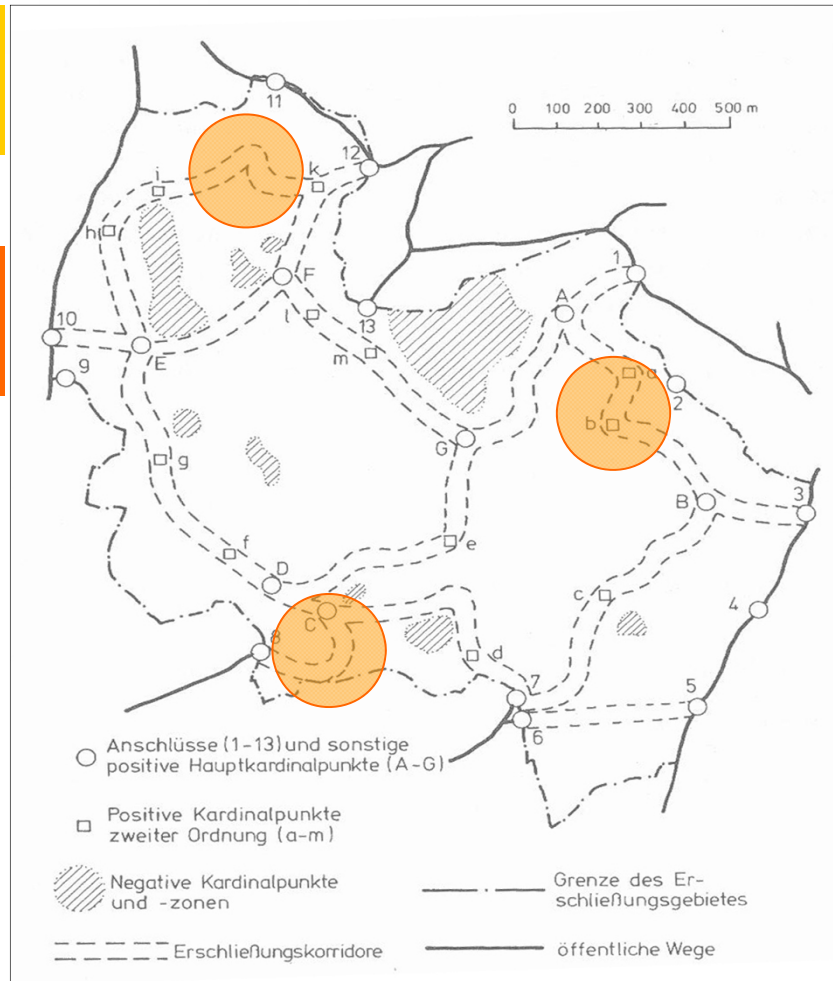 11
12
k
i
0 100 200 300 400 500 m
h
F
1
l
13
A
10
m
E
9
a
2
b
G
g
B
3
f
e
D
c
4
C
8
d
7
5
6
Anschlüsse (1-13) und sonstige
positive Hauptkardinalpunkte (A-G)
Positive Kardinalpunkte
zweiter Ordnung (a-m)
Negative Kardinalpunkte
und -zonen
Grenze des Er-
schließungsgebietes
Erschließungskorridore
öffentliche Wege